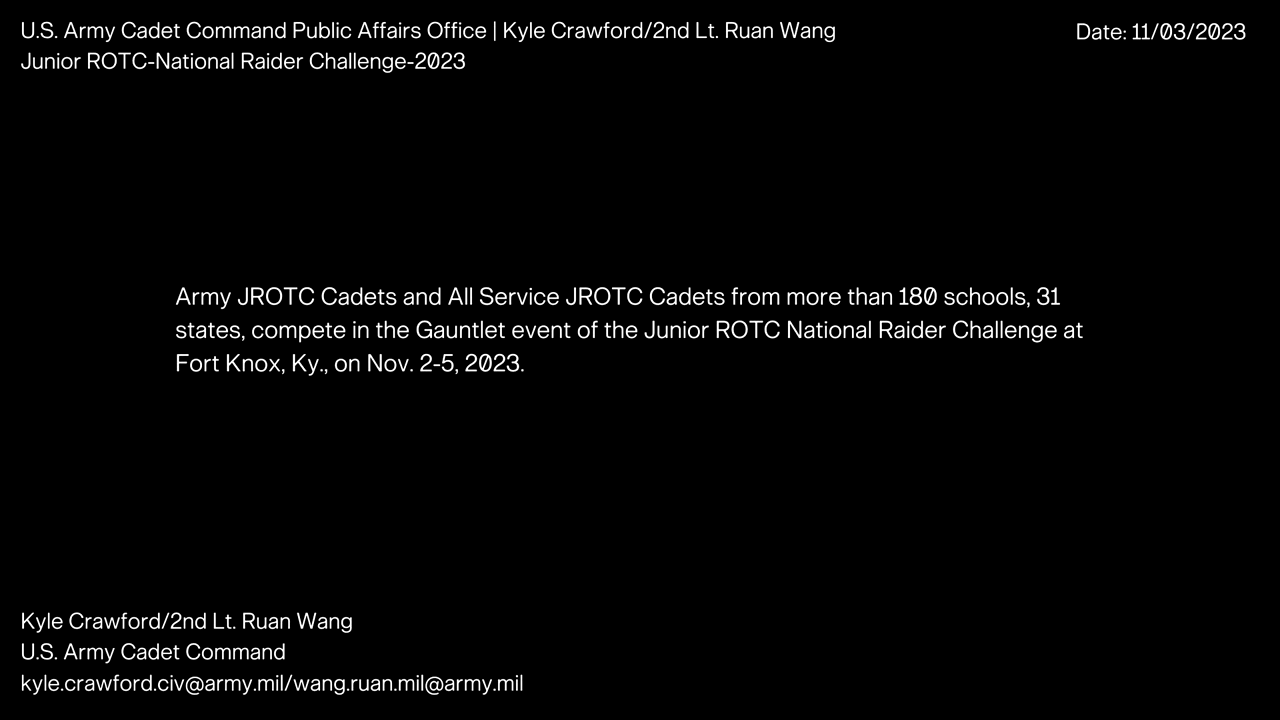 U.S. Army Cadet Command Public Affairs Office | Kyle Crawford/2nd Lt. Ruan Wang
Date: 11/03/2023
Junior ROTC-National Raider Challenge-2023
Army JROTC Cadets and All Service JROTC Cadets from more than 180 schools, 31
states, compete in the Gauntlet event of the Junior ROTC National Raider Challenge at
Fort Knox, Ky., on Nov. 2-5, 2023.
Kyle Crawford/2nd Lt. Ruan Wang
U.S. Army Cadet Command
kyle.crawford.civ@army.mil/wang.ruan.mil@army.mil